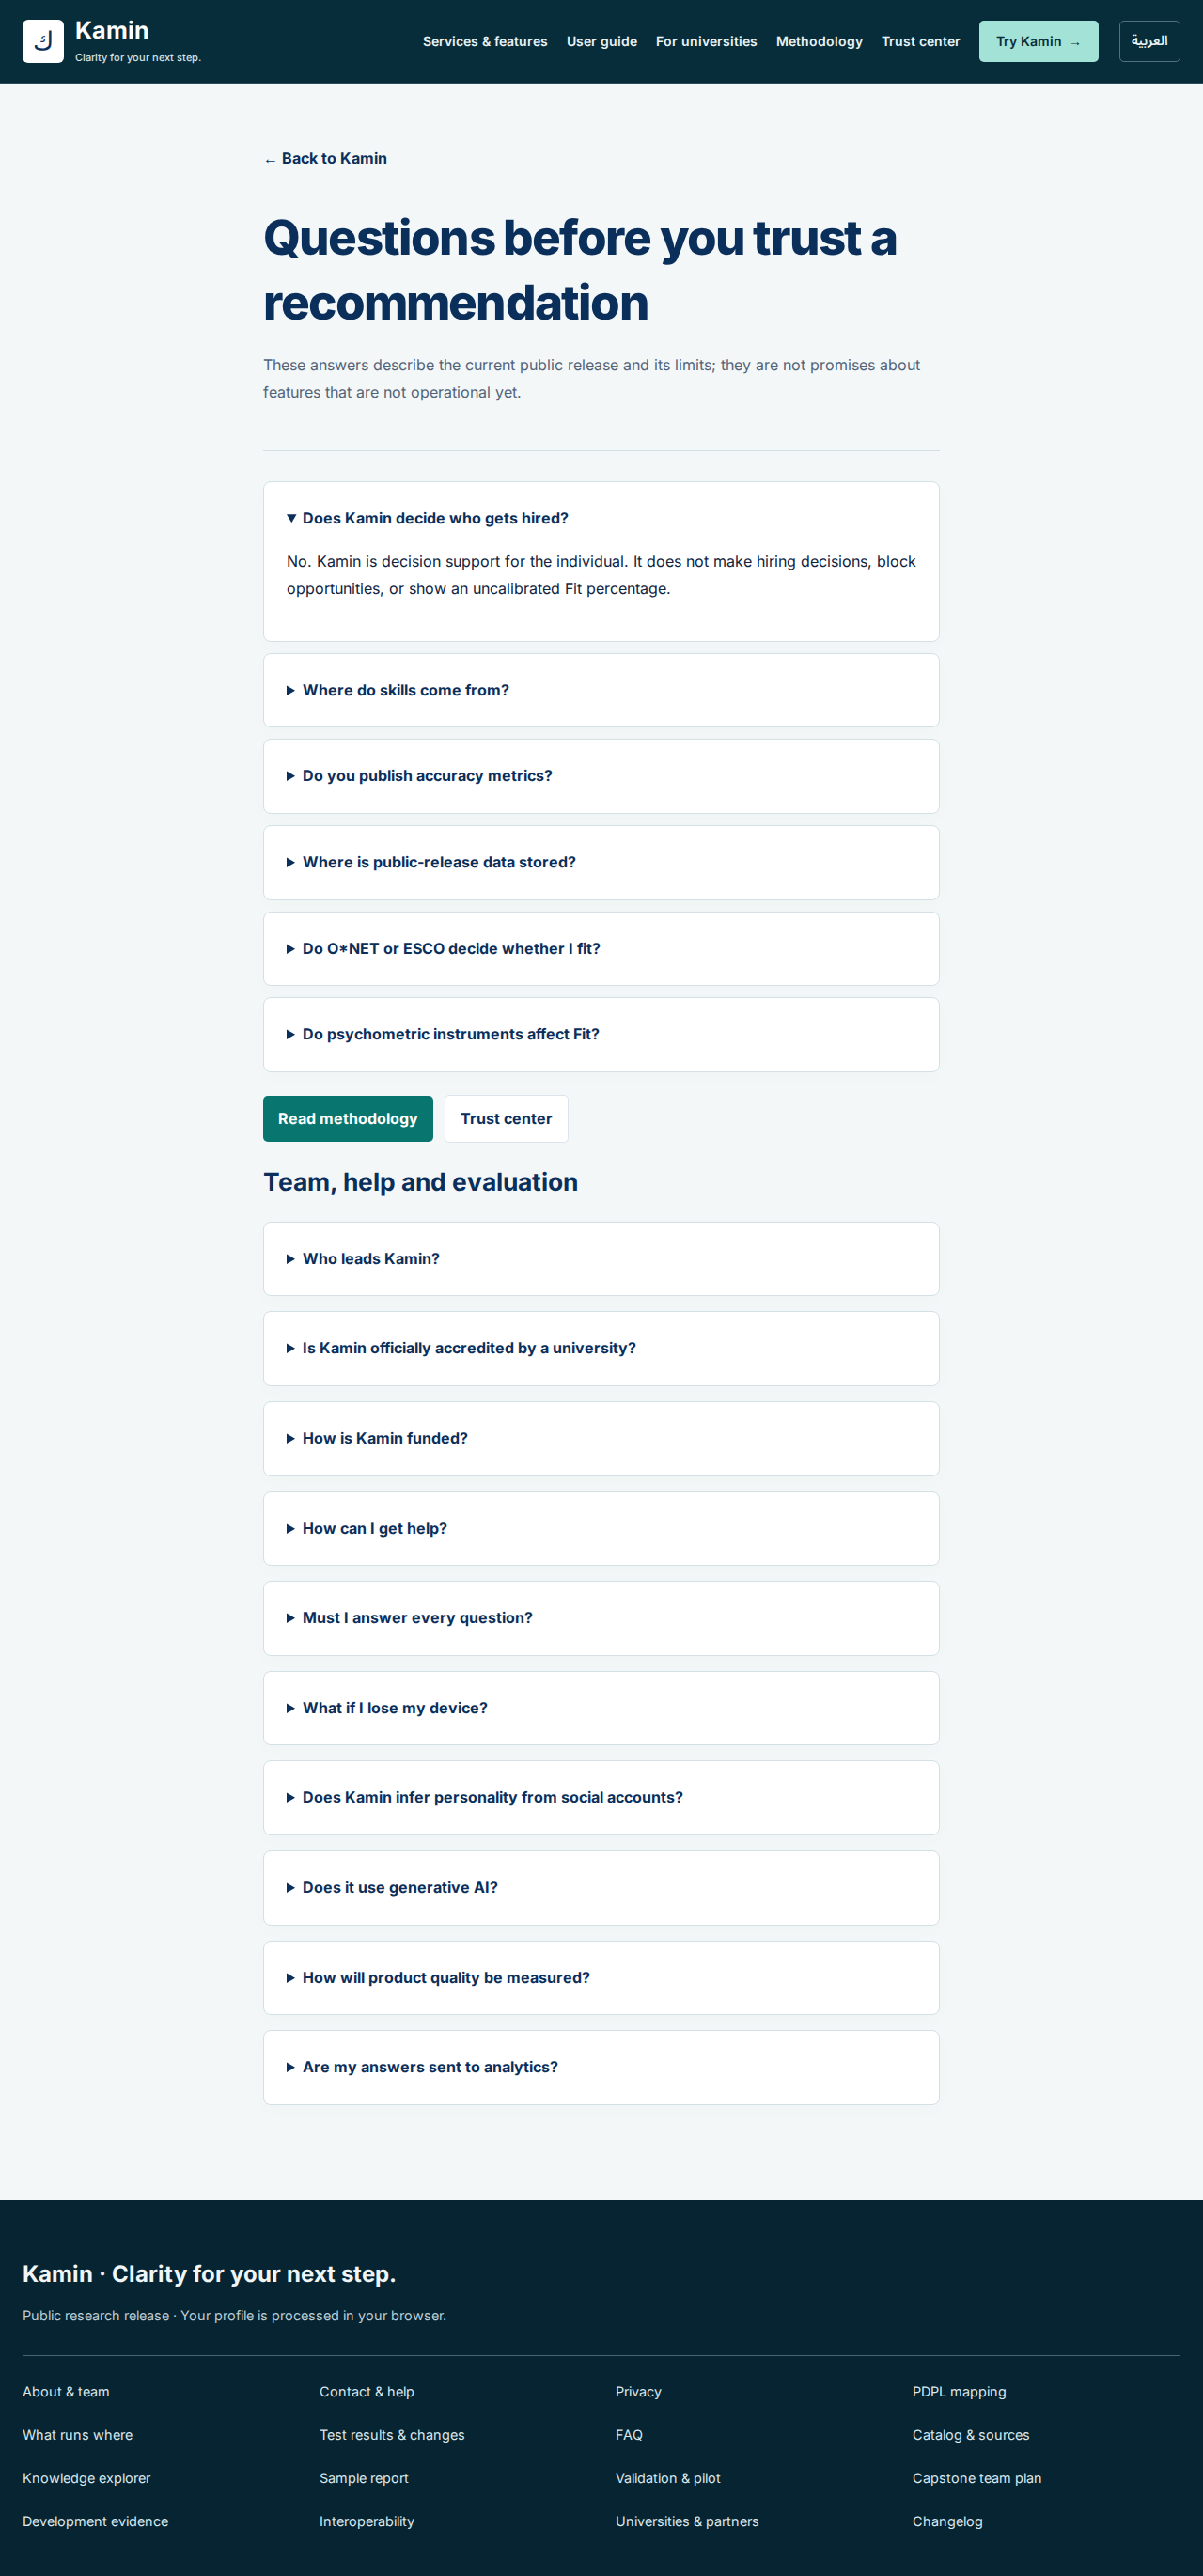 ك
Kamin
Clarity for your next step.
Services & features
User guide
For universities
Methodology
Trust center
Try Kamin →
العربية
← Back to Kamin
Questions before you trust a
recommendation
These answers describe the current public release and its limits; they are not promises about
features that are not operational yet.
▼ Does Kamin decide who gets hired?
No. Kamin is decision support for the individual. It does not make hiring decisions, block
opportunities, or show an uncalibrated Fit percentage.
▶ Where do skills come from?
▶ Do you publish accuracy metrics?
▶ Where is public-release data stored?
▶ Do O*NET or ESCO decide whether I fit?
▶ Do psychometric instruments affect Fit?
Read methodology
Trust center
Team, help and evaluation
▶ Who leads Kamin?
▶ Is Kamin officially accredited by a university?
▶ How is Kamin funded?
▶ How can I get help?
▶ Must I answer every question?
▶ What if I lose my device?
▶ Does Kamin infer personality from social accounts?
▶ Does it use generative AI?
▶ How will product quality be measured?
▶ Are my answers sent to analytics?
Kamin · Clarity for your next step.
Public research release · Your profile is processed in your browser.
About & team
Contact & help
Privacy
PDPL mapping
What runs where
Test results & changes
FAQ
Catalog & sources
Knowledge explorer
Sample report
Validation & pilot
Capstone team plan
Development evidence
Interoperability
Universities & partners
Changelog